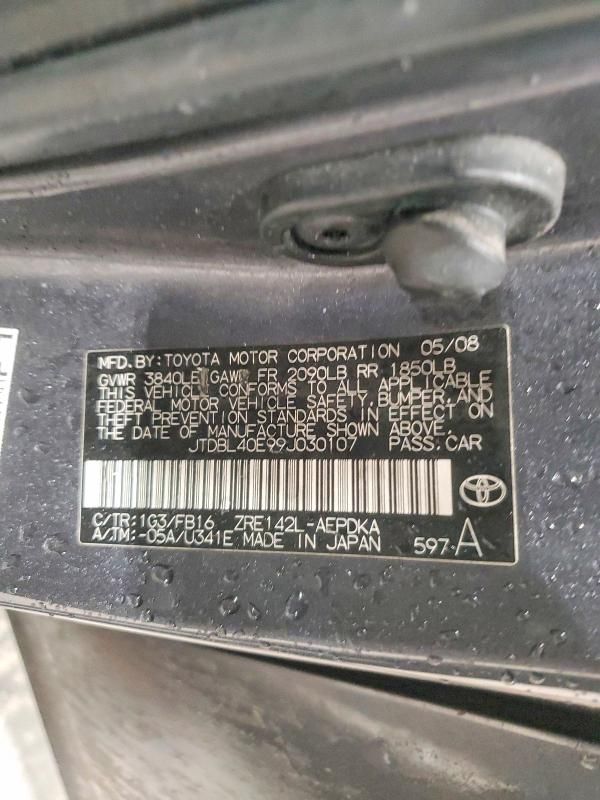 MFD. BY: TOYOTA MOTOR CORPORATION 05/08
GVWR 3840LB GAWR FR 2090LB RR 1850LB
THIS VEHICLE CONFORMS TO ALL APPLICABLE
FEDERAL MOTOR VEHICLE SAFETY, BUMPER, AND
THEFT PREVENTION STANDARDS IN EFFECT ON
THE DATE OF MANUFACTURE SHOWN ABOVE.
JTDBL40E99J030107 PASS. CAR
C/TR: 1G3/FB16 ZRE142L-AEPDKA
A/TM: -05A/U341E MADE IN JAPAN 597-A